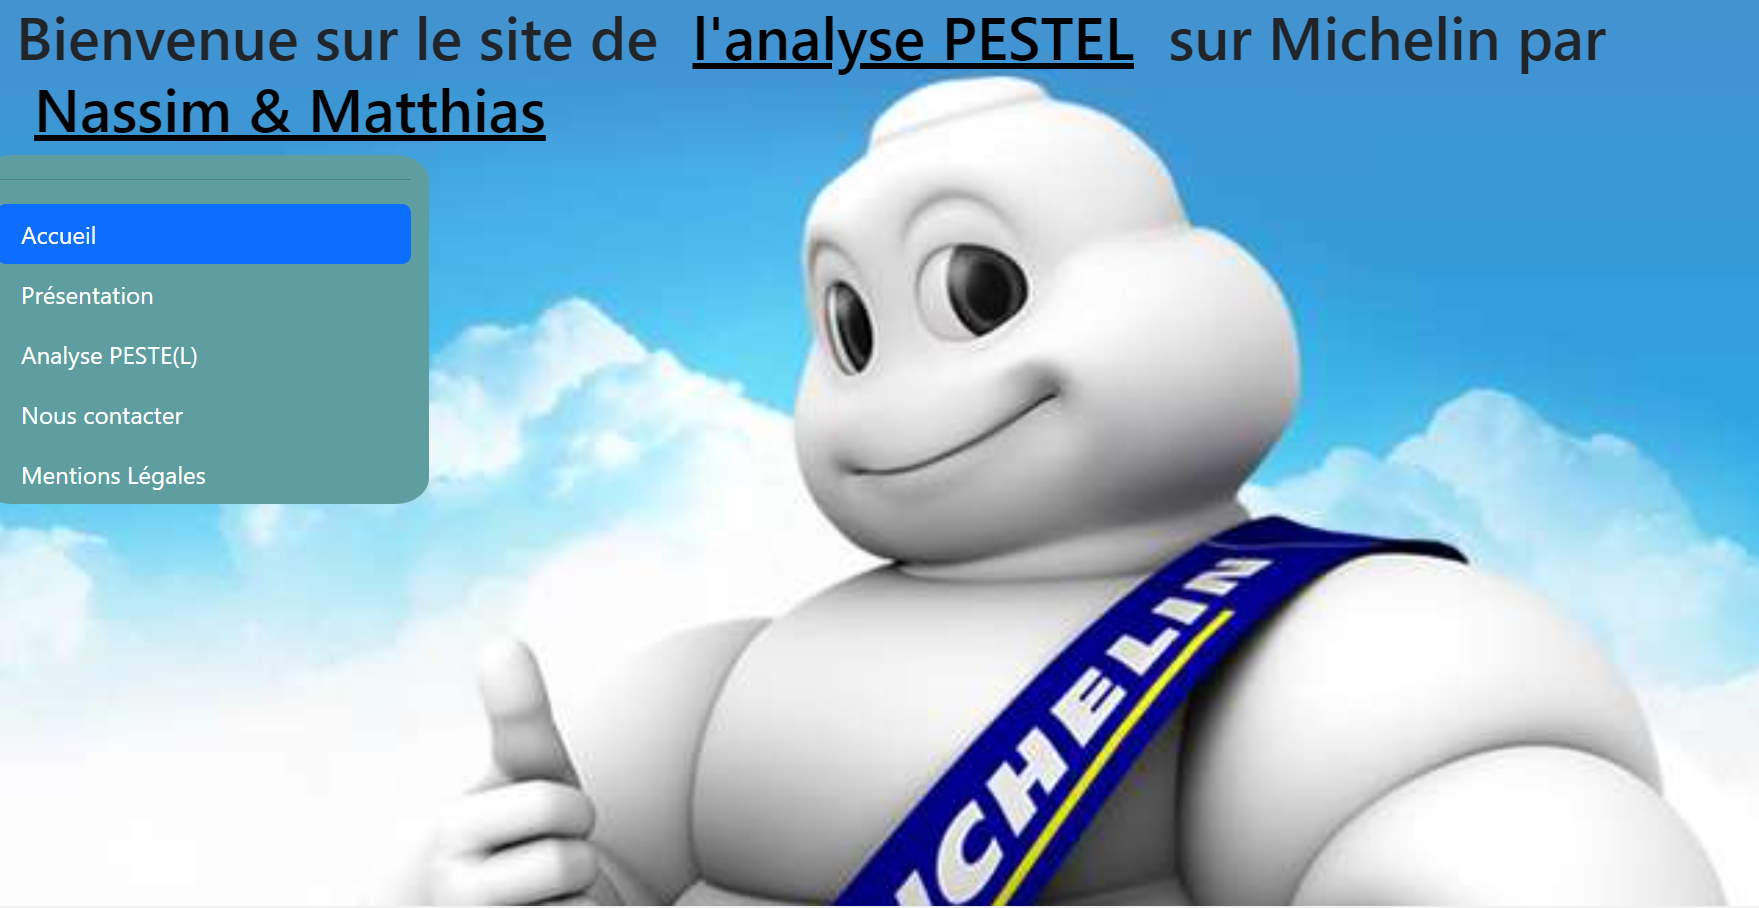 Bienvenue sur le site de l'analyse PESTEL sur Michelin par
Nassim & Matthias
Accueil
Présentation
Analyse PESTE(L)
Nous contacter
Mentions Légales
ICHELIN